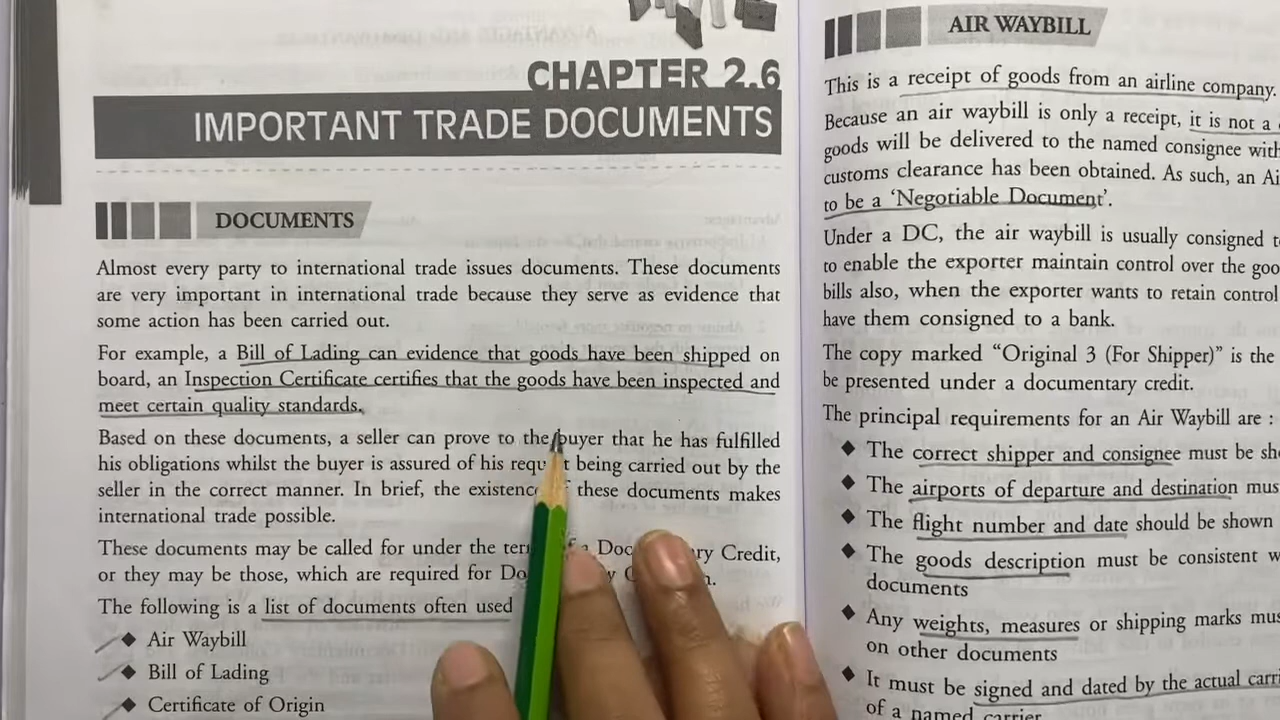 CHAPTER 2.6
IMPORTANT TRADE DOCUMENTS
DOCUMENTS
Almost every party to international trade issues documents. These documents
are very important in international trade because they serve as evidence that
some action has been carried out.
For example, a Bill of Lading can evidence that goods have been shipped on
board, an Inspection Certificate certifies that the goods have been inspected and
meet certain quality standards.
Based on these documents, a seller can prove to the buyer that he has fulfilled
his obligations whilst the buyer is assured of his being carried out by the
seller in the correct manner. In brief, the these documents makes
international trade possible.
These documents may be called for under the a Credit,
or they may be those, which are required for
The following is a list of documents often used
◆ Air Waybill
◆ Bill of Lading
◆ Certificate of Origin
AIR WAYBILL
This is a receipt of goods from an airline company.
Because an air waybill is only a receipt, it is not a
goods will be delivered to the named consignee
customs clearance has been obtained. As such, an
to be a 'Negotiable Document'.
Under a DC, the air waybill is usually consigned
to enable the exporter maintain control over the
bills also, when the exporter wants to retain control
have them consigned to a bank.
The copy marked "Original 3 (For Shipper)" is the
be presented under a documentary credit.
The principal requirements for an Air Waybill are :
◆ The correct shipper and consignee must be
◆ The airports of departure and destination
◆ The flight number and date should be shown
◆ The goods description must be consistent
documents
◆ Any weights, measures or shipping marks
on other documents
◆ It must be signed and dated by the actual
of a named carrier